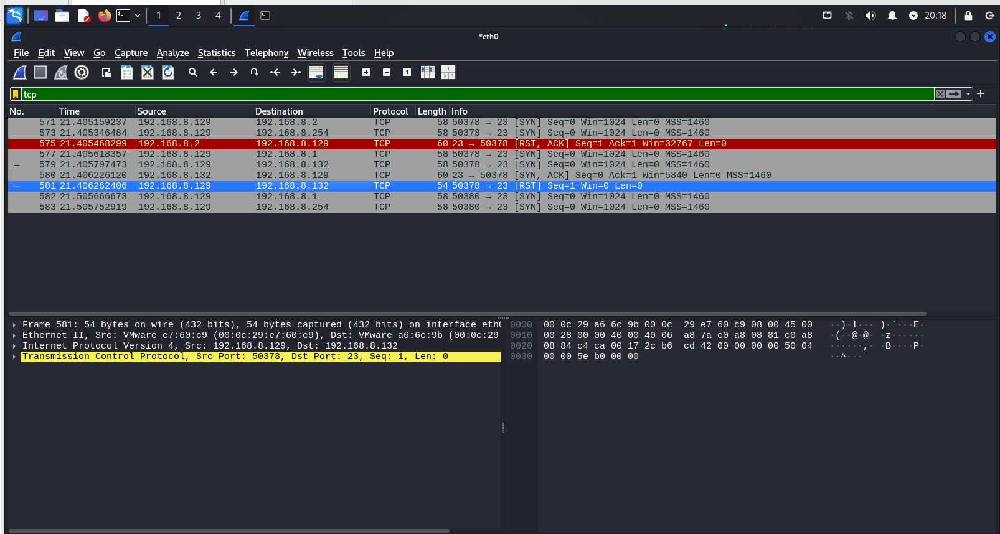 1 2 3 4 20:18
*eth0
File Edit View Go Capture Analyze Statistics Telephony Wireless Tools Help
tcp
No. Time Source Destination Protocol Length Info
571 21.405159237 192.168.8.129 192.168.8.2 TCP 58 50378 → 23 [SYN] Seq=0 Win=1024 Len=0 MSS=1460
573 21.405346484 192.168.8.129 192.168.8.254 TCP 58 50378 → 23 [SYN] Seq=0 Win=1024 Len=0 MSS=1460
575 21.405468299 192.168.8.2 192.168.8.129 TCP 60 23 → 50378 [RST, ACK] Seq=1 Ack=1 Win=32767 Len=0
577 21.405618357 192.168.8.129 192.168.8.1 TCP 58 50378 → 23 [SYN] Seq=0 Win=1024 Len=0 MSS=1460
579 21.405797473 192.168.8.129 192.168.8.132 TCP 58 50378 → 23 [SYN] Seq=0 Win=1024 Len=0 MSS=1460
580 21.406226120 192.168.8.132 192.168.8.129 TCP 60 23 → 50378 [SYN, ACK] Seq=0 Ack=1 Win=5840 Len=0 MSS=1460
581 21.406262406 192.168.8.129 192.168.8.132 TCP 54 50378 → 23 [RST] Seq=1 Win=0 Len=0
582 21.505666673 192.168.8.129 192.168.8.1 TCP 58 50380 → 23 [SYN] Seq=0 Win=1024 Len=0 MSS=1460
583 21.505752919 192.168.8.129 192.168.8.254 TCP 58 50380 → 23 [SYN] Seq=0 Win=1024 Len=0 MSS=1460
Frame 581: 54 bytes on wire (432 bits), 54 bytes captured (432 bits) on interface eth0
Ethernet II, Src: VMware_e7:60:c9 (00:0c:29:e7:60:c9), Dst: VMware_a6:6c:9b (00:0c:29
Internet Protocol Version 4, Src: 192.168.8.129, Dst: 192.168.8.132
Transmission Control Protocol, Src Port: 50378, Dst Port: 23, Seq: 1, Len: 0
0000 00 0c 29 a6 6c 9b 00 0c 29 e7 60 c9 08 00 45 00 ··)·l··· )·`···E·
0010 00 28 00 00 40 00 40 06 a8 7a c0 a8 08 81 c0 a8 ·(··@·@· ·z······
0020 08 84 c4 ca 00 17 2c b6 cd 42 00 00 00 00 50 04 ······,· ·B····P·
0030 00 00 5e b0 00 00 ··^···